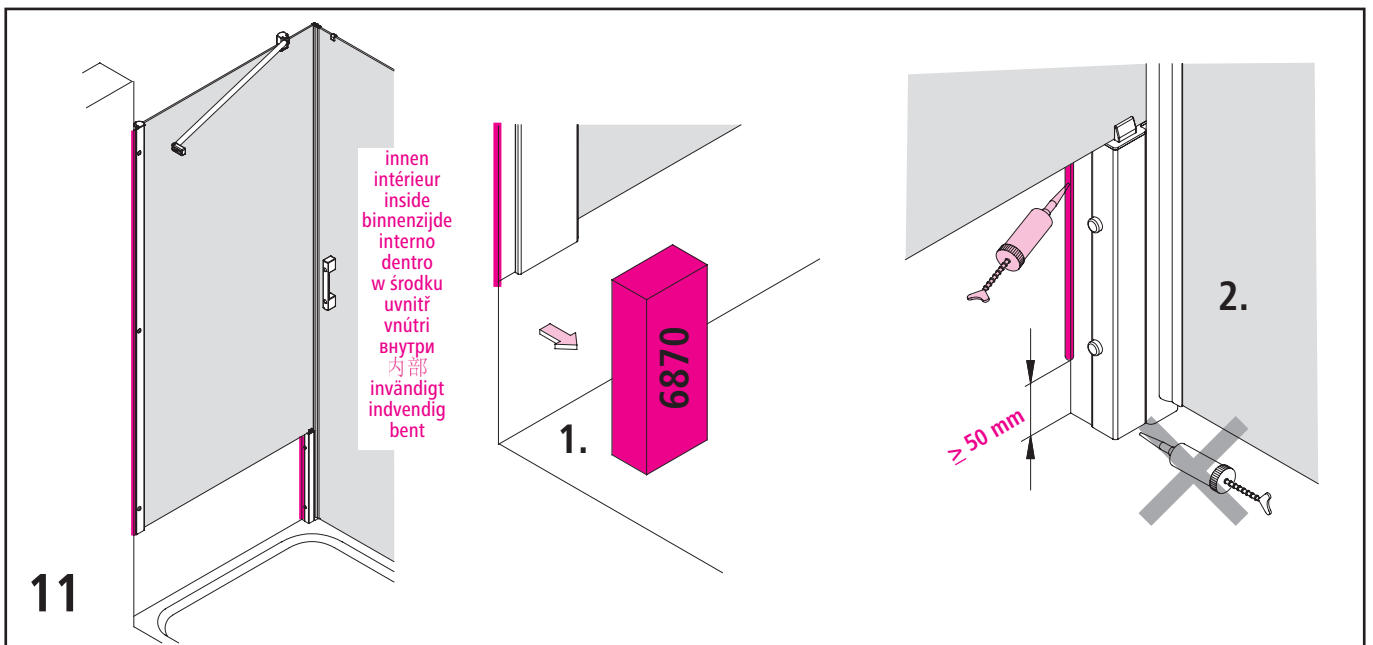 innen
intérieur
inside
binnenzijde
interno
dentro
w środku
uvnitř
vnútri
внутри
内部
invändigt
indvendig
bent
1.
6870
≥ 50 mm
2.
11